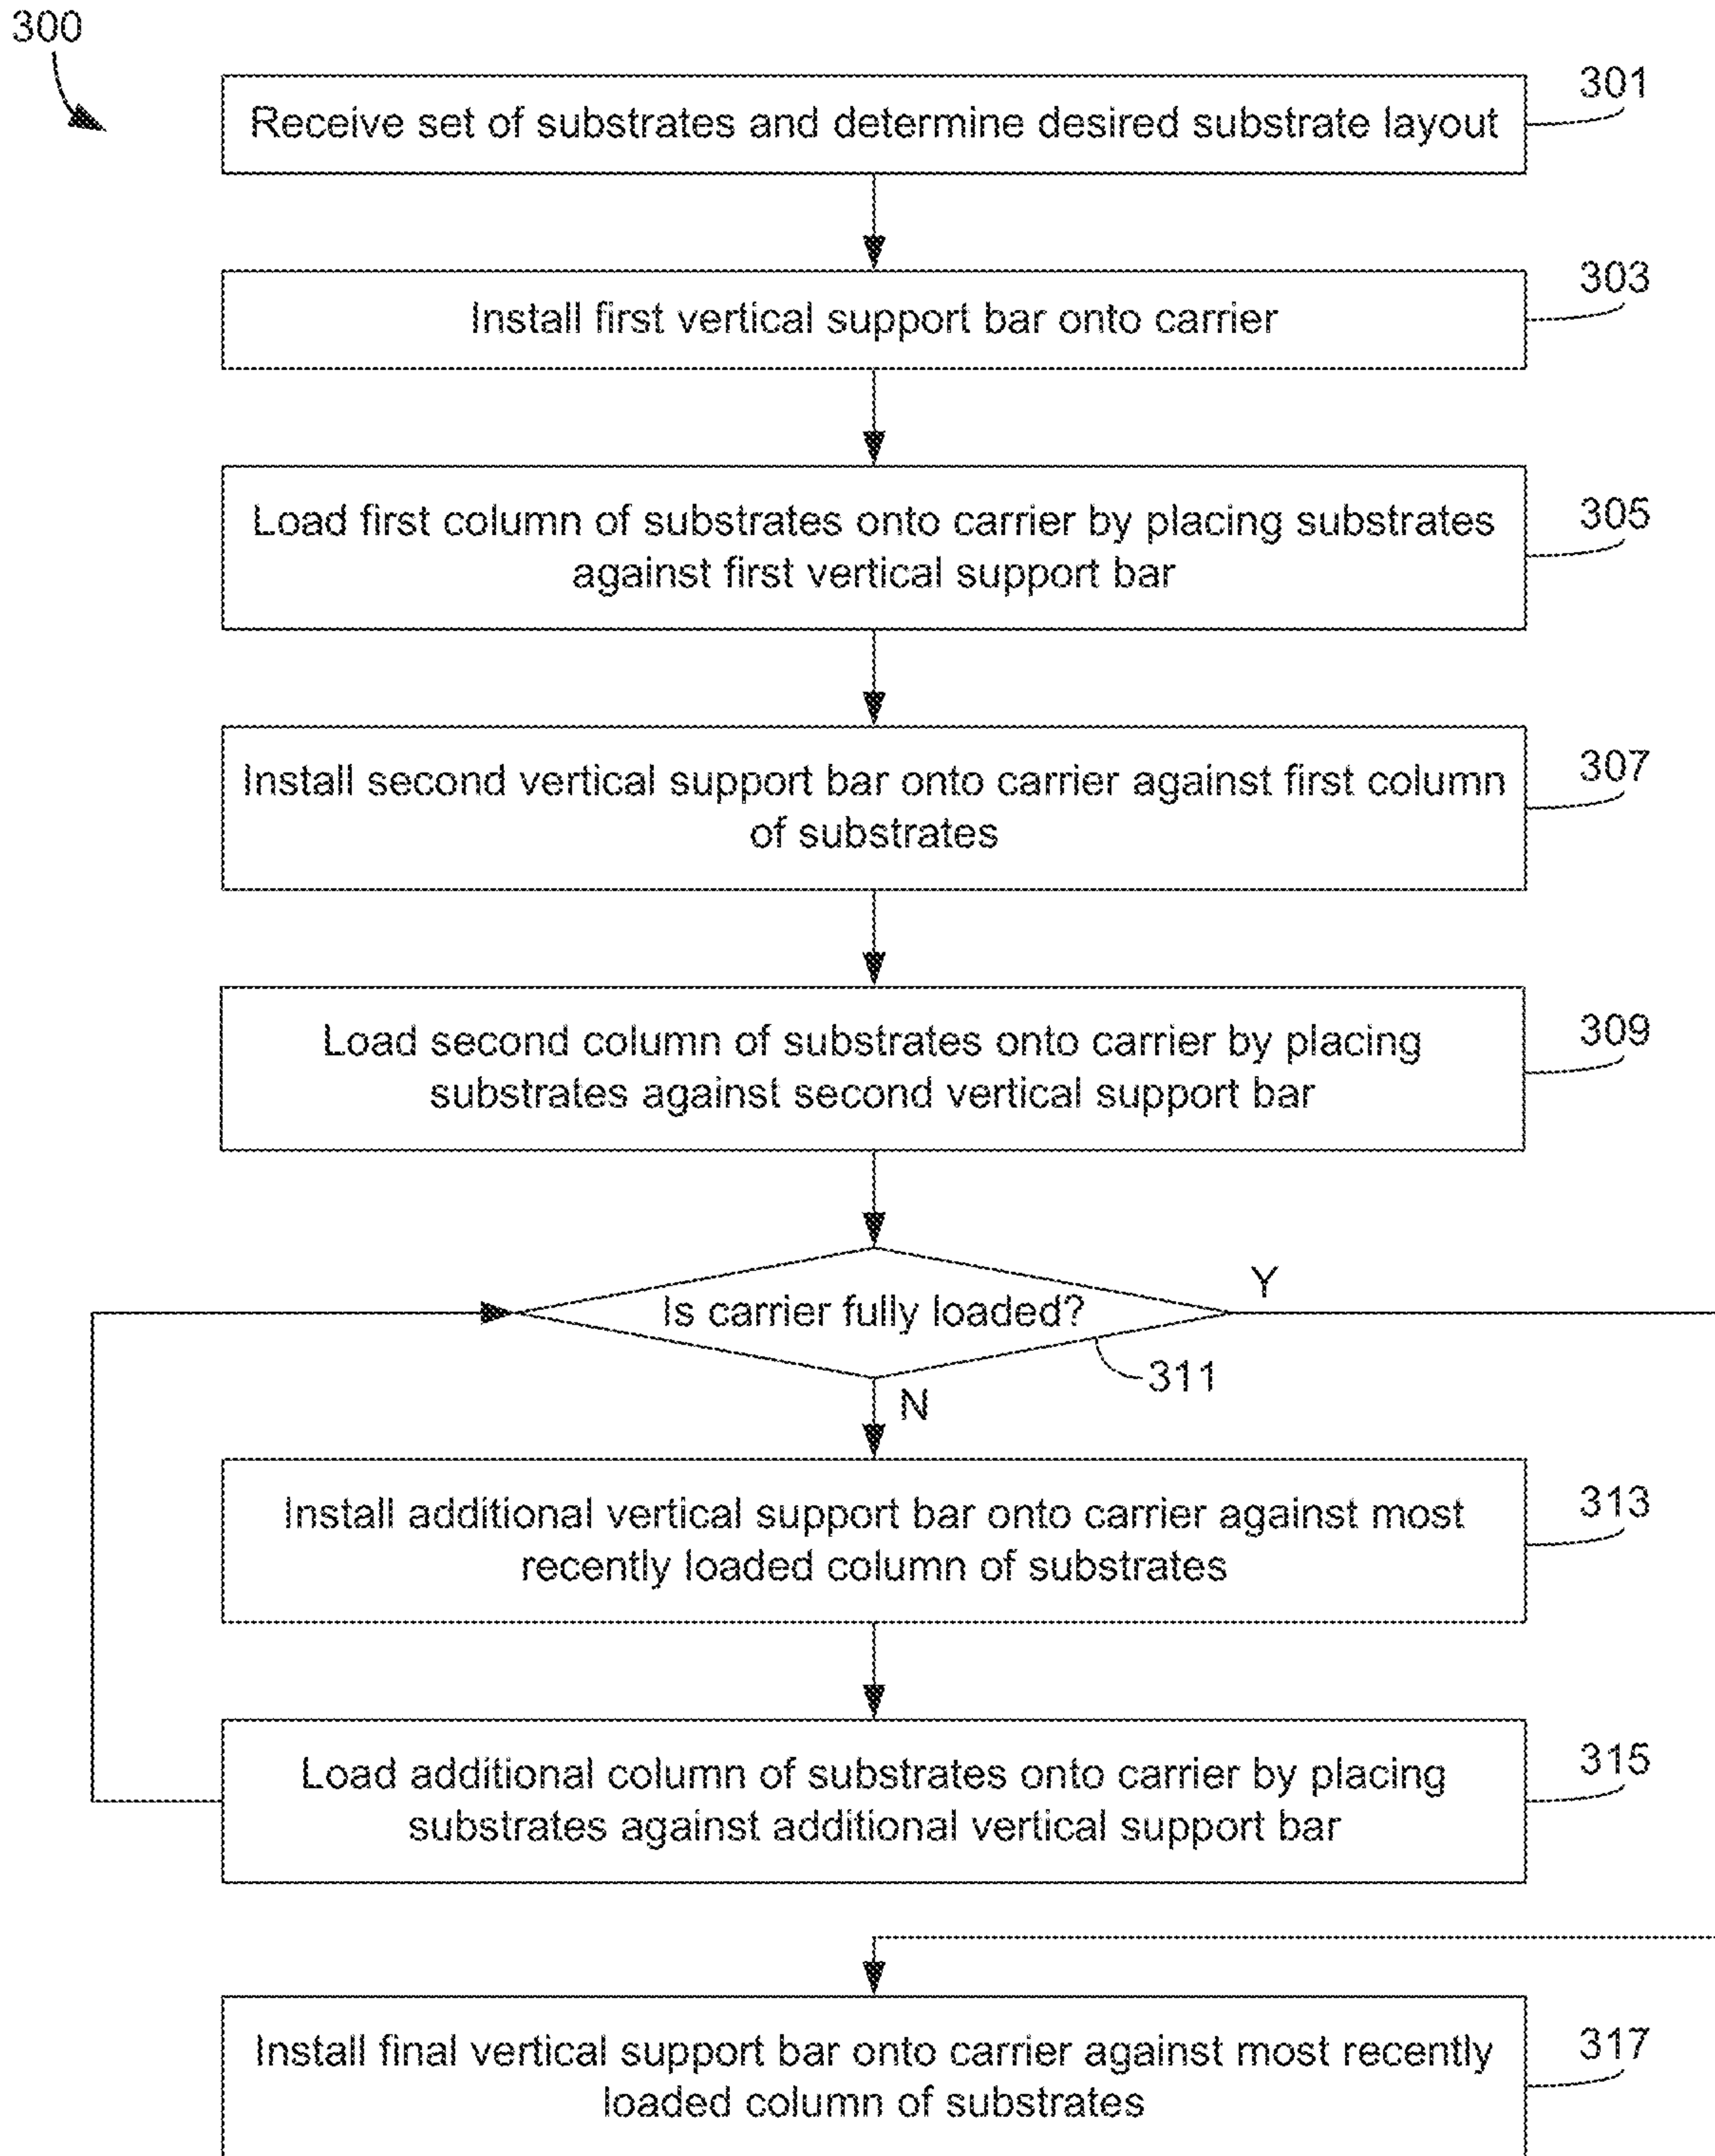 300
301
Receive set of substrates and determine desired substrate layout
303
Install first vertical support bar onto carrier
305
Load first column of substrates onto carrier by placing substrates
against first vertical support bar
307
Install second vertical support bar onto carrier against first column
of substrates
309
Load second column of substrates onto carrier by placing
substrates against second vertical support bar
Y
Is carrier fully loaded?
311
N
313
Install additional vertical support bar onto carrier against most
recently loaded column of substrates
315
Load additional column of substrates onto carrier by placing
substrates against additional vertical support bar
317
Install final vertical support bar onto carrier against most recently
loaded column of substrates